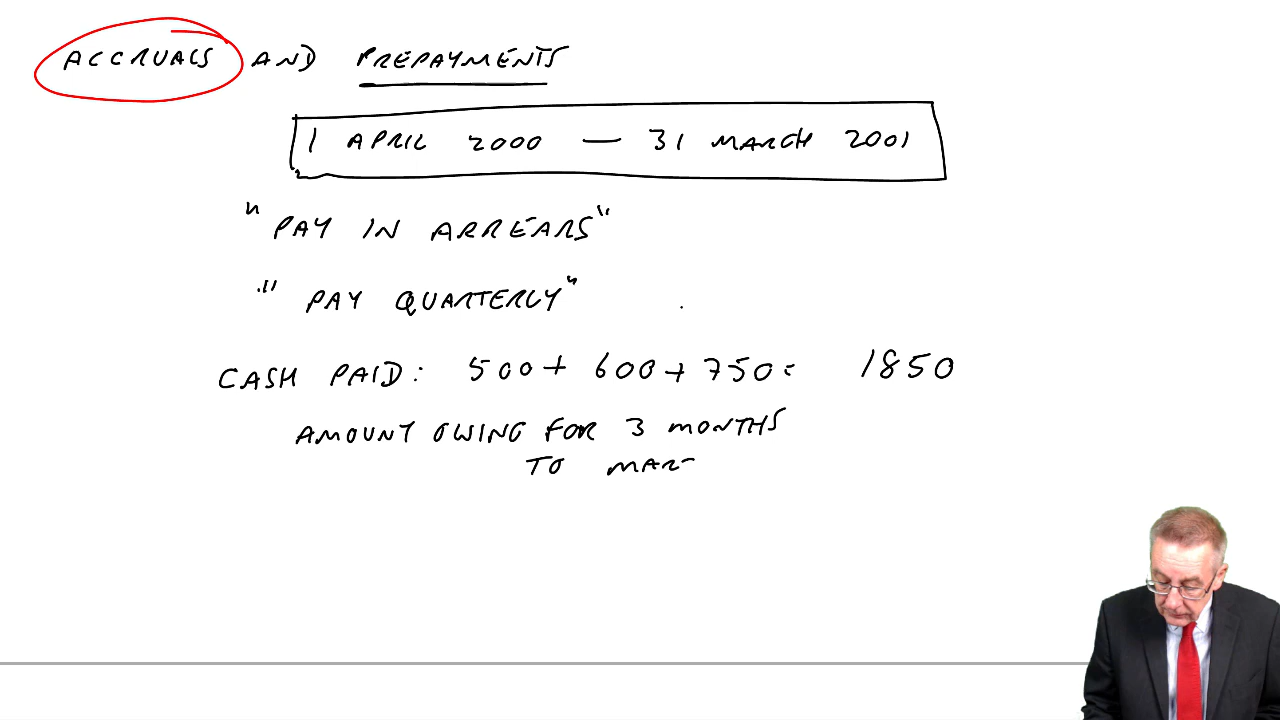 ACCRUALS AND PREPAYMENTS
1 APRIL 2000 — 31 MARCH 2001
"PAY IN ARREARS"
"PAY QUARTERLY"
CASH PAID: 500+ 600+ 750= 1850
AMOUNT OWING FOR 3 MONTHS
TO MAR